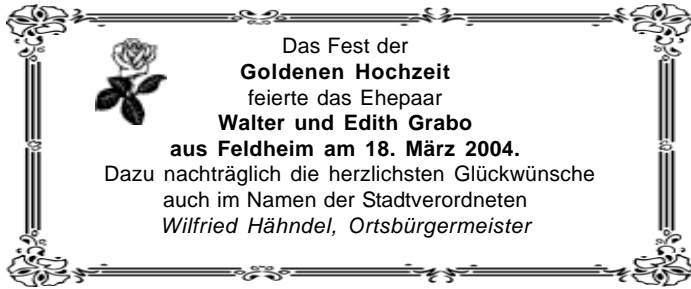 Das Fest der
Goldenen Hochzeit
feierte das Ehepaar
Walter und Edith Grabo
aus Feldheim am 18. März 2004.
Dazu nachträglich die herzlichsten Glückwünsche
auch im Namen der Stadtverordneten
Wilfried Hähndel, Ortsbürgermeister